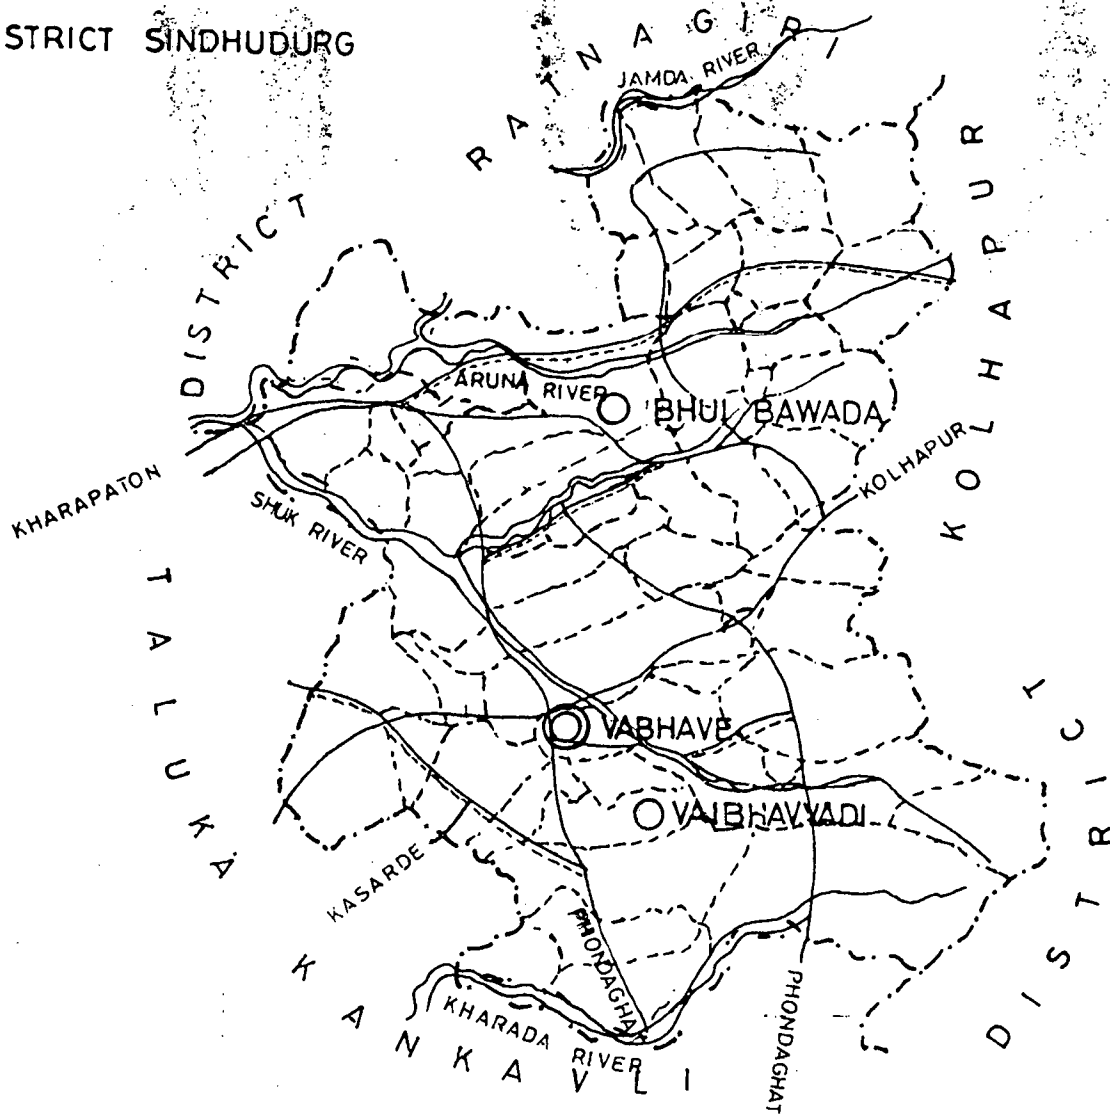 STRICT SINDHUDURG
DISTRICT RATNAGIRI
JAMDA RIVER
KOLHAPUR
ARUNA RIVER
BHUI BAWADA
KOLHAPUR
KHARAPATON
SHUK RIVER
VABHAVE
VAIBHAVVADI
KASARDE
PHONDAGHAT
PHONDAGHAT
KHARADA RIVER
TALUKA KANKAVLI
DISTRICT